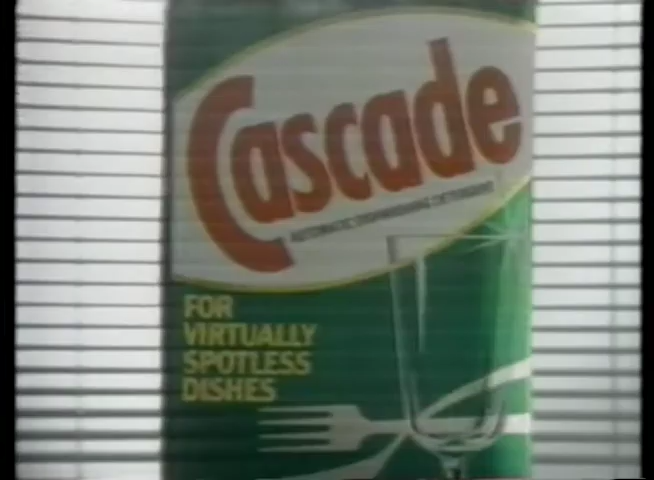 Cascade
AUTOMATIC DISHWASHING DETERGENT
FOR
VIRTUALLY
SPOTLESS
DISHES